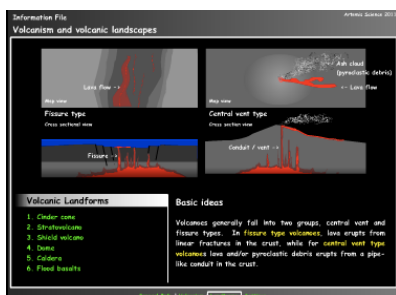 Information File
Artemis Science 2011
Volcanism and volcanic landscapes
Ash cloud
(pyroclastic debris)
Lava flow ->
<- Lava flow
Map view
Map view
Fissure type
Central vent type
Cross sectional view
Cross section view
Fissure ->
Conduit / vent ->
Volcanic Landforms
1. Cinder cone
2. Stratovolcano
3. Shield volcano
4. Dome
5. Caldera
6. Flood basalts
Basic ideas
Volcanoes generally fall into two groups, central vent and
fissure types. In fissure type volcanoes, lava erupts from
linear fractures in the crust, while for central vent type
volcanoes lava and/or pyroclastic debris erupts from a pipe-
like conduit in the crust.